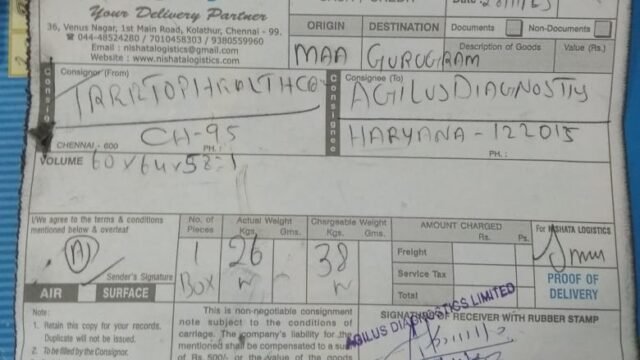 Your Delivery Partner
36, Venus Nagar, 1st Main Road, Kolathur, Chennai - 99.
☎ 044-48524280 / 7010458303 / 9380559960
Email : nishatalogistics@gmail.com
Website : www.nishatalogistics.com
ORIGIN
DESTINATION
Documents
Non-Documents
MAA
GURUGRAM
Description of Goods
Value (Rs.)
Consignor (From)
Consignee (To)
AGILUS DIAGNOSTIS
CH-95
HARYANA - 122015
CHENNAI - 600
PH. :
PH. :
VOLUME
60 x 64 x 58 = 1
I/We agree to the terms & conditions
mentioned below & overleaf
Sender's Signature
AIR
SURFACE
No. of
Pieces
Actual Weight
Kgs. Gms.
Chargeable Weight
Kgs. Gms.
1
BOX
26
38
AMOUNT CHARGED
Rs. Ps.
Freight
Service Tax
Total
For NISHATA LOGISTICS
PROOF OF
DELIVERY
Note:
1. Retain this copy for your records.
Duplicate will not be issued.
2. To be filled by the Consignor.
This is non-negotiable consignment
note subject to the conditions of
carriage. The company's liability for the
mentioned shall be compensated to a
of Rs. 500/- or the value of the goods
SIGNATURE OF RECEIVER WITH RUBBER STAMP
AGILUS DIAGNOSTICS LIMITED